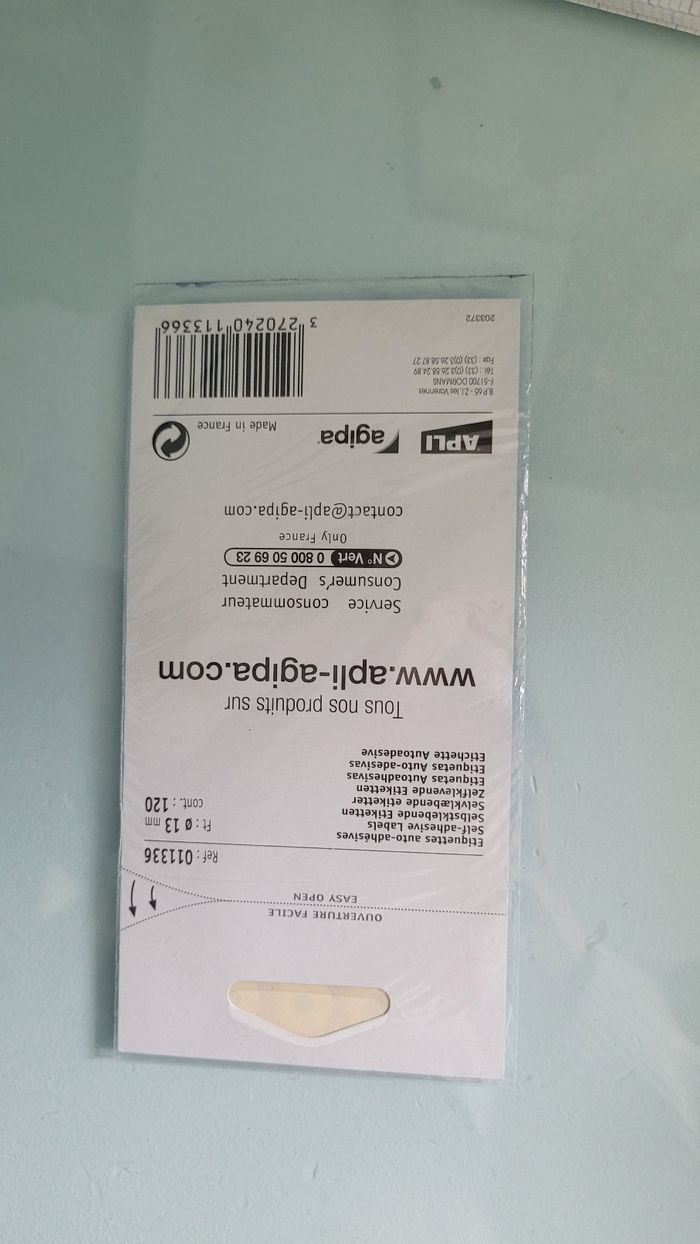 OUVERTURE FACILE
EASY OPEN
Ref : 011336
Etiquettes auto-adhésives
Self-adhesive Labels
Selbstklebende Etiketten
Selvklæbende etiketter
Zelfklevende Etiketten
Etiquetas Autoadhesivas
Etiquetas Auto-adesivas
Etichette Autoadesive
Ft : ø 13 mm
cont. : 120
Tous nos produits sur
www.apli-agipa.com
Service consommateur
Consumer's Department
N° Vert 0 800 50 69 23
Only France
contact@apli-agipa.com
APLI agipa Made in France
B.P.65 - Z.I. les Varennes
F-51700 DORMANS
Tél. : (33) (0)3 26 58 24 89
Fax : (33) (0)3 26 58 87 27
203372
3 270240 113366